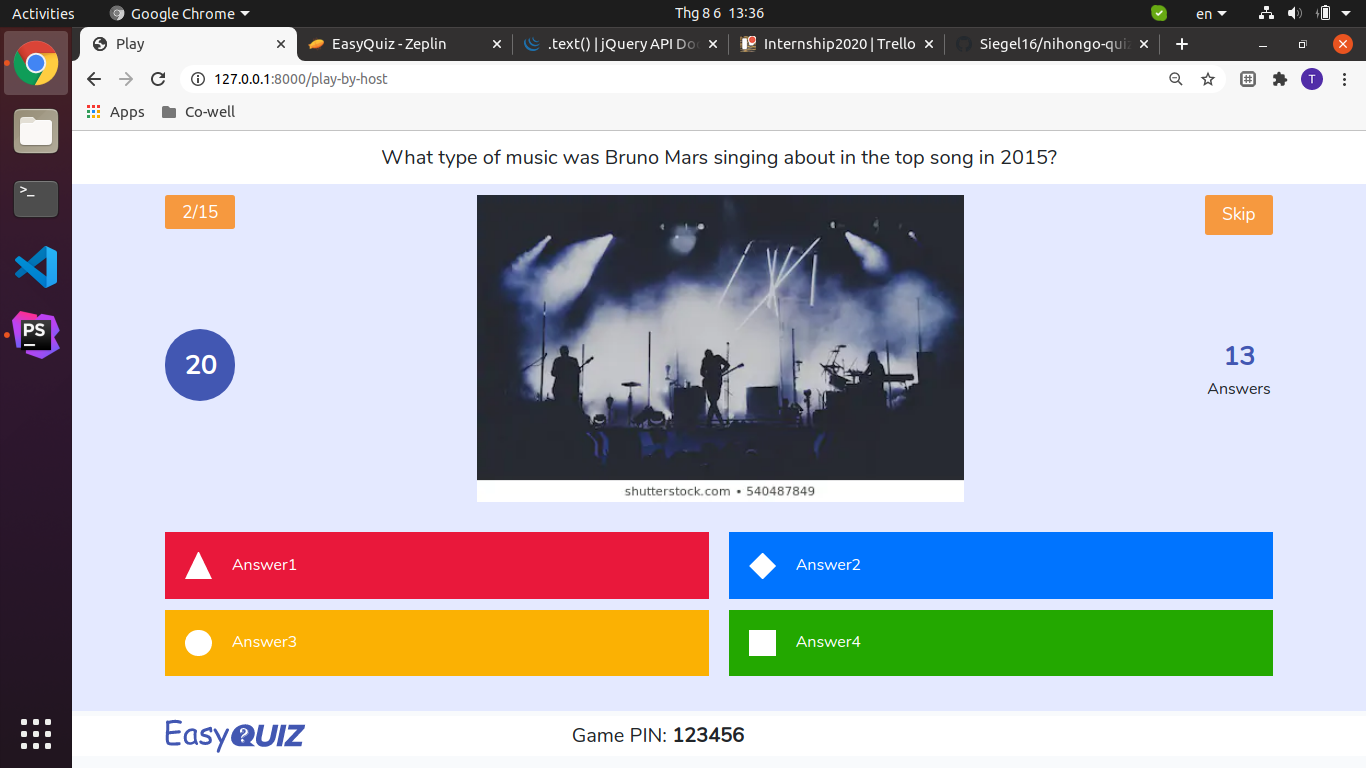 Activities Google Chrome Thg 8 6 13:36 en
Play EasyQuiz - Zeplin .text() | jQuery API Do Internship2020 | Trello Siegel16/nihongo-qui
127.0.0.1:8000/play-by-host T
Apps Co-well
What type of music was Bruno Mars singing about in the top song in 2015?
2/15 Skip
20
13
Answers
shutterstock.com • 540487849
Answer1 Answer2
Answer3 Answer4
EasyQUIZ Game PIN: 123456
>_
PS